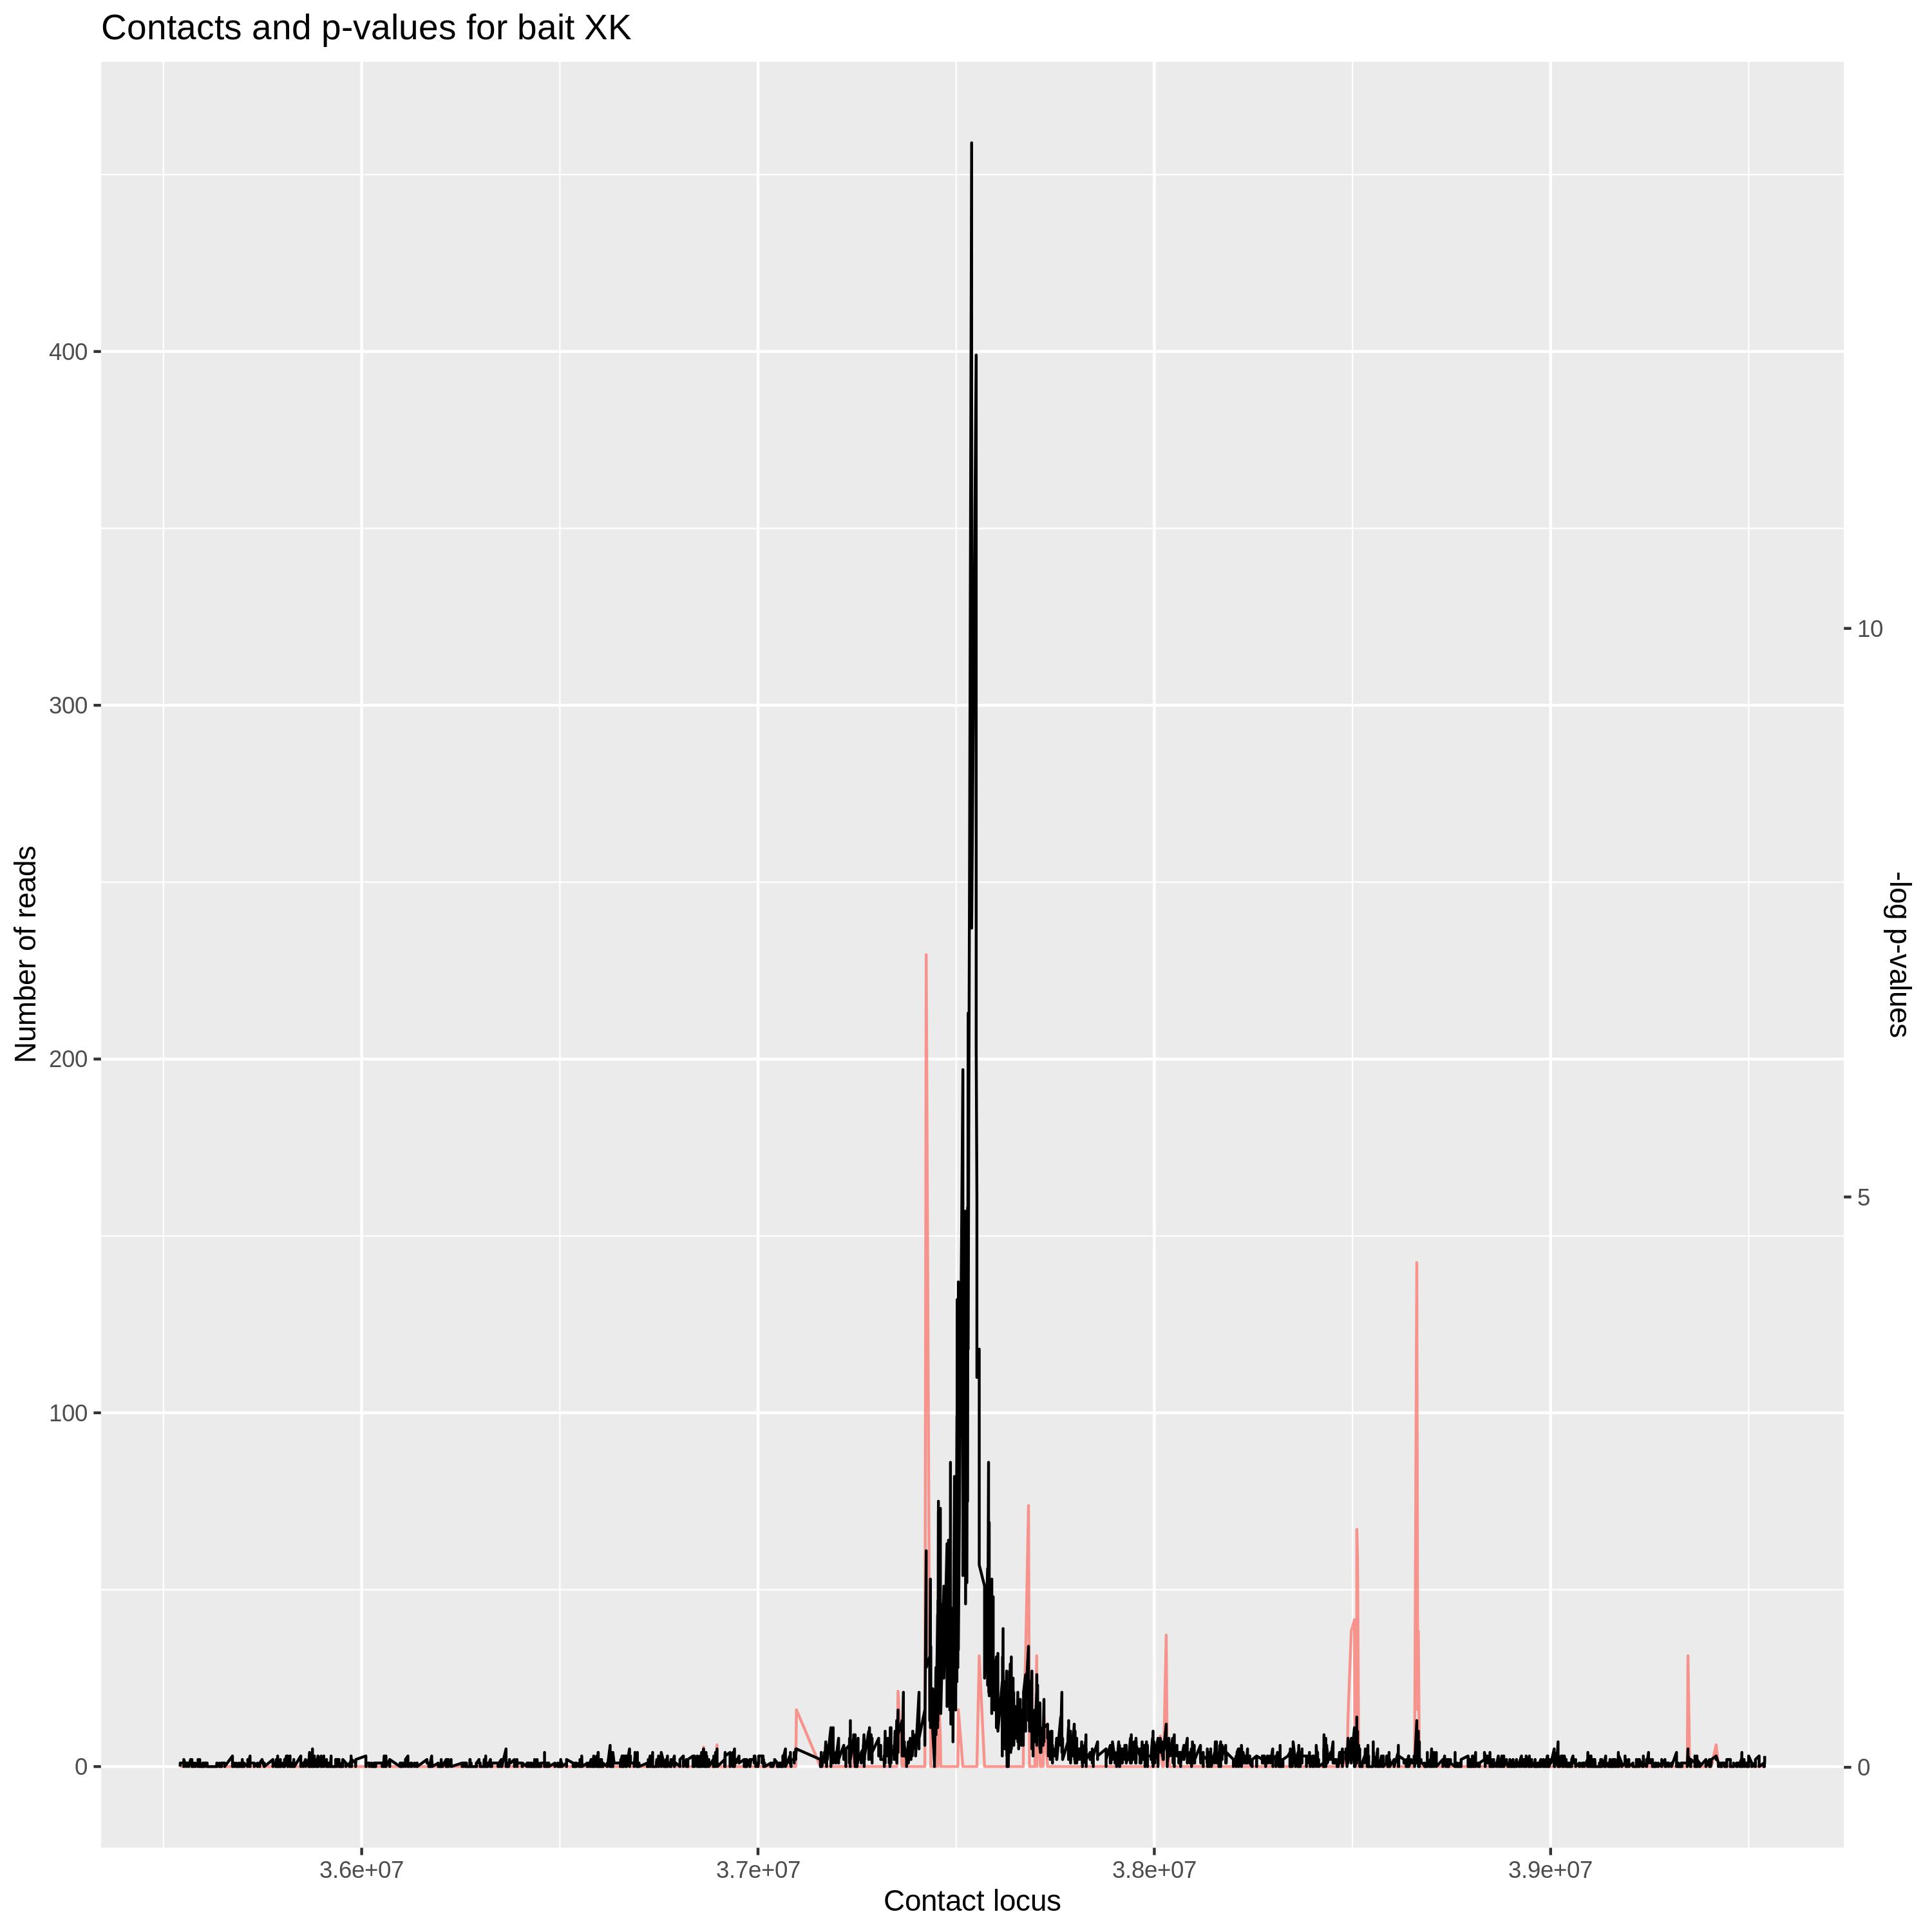 Contacts and p-values for bait XK
400
300
200
100
0
Number of reads
10
5
0
-log p-values
3.6e+07
3.7e+07
3.8e+07
3.9e+07
Contact locus